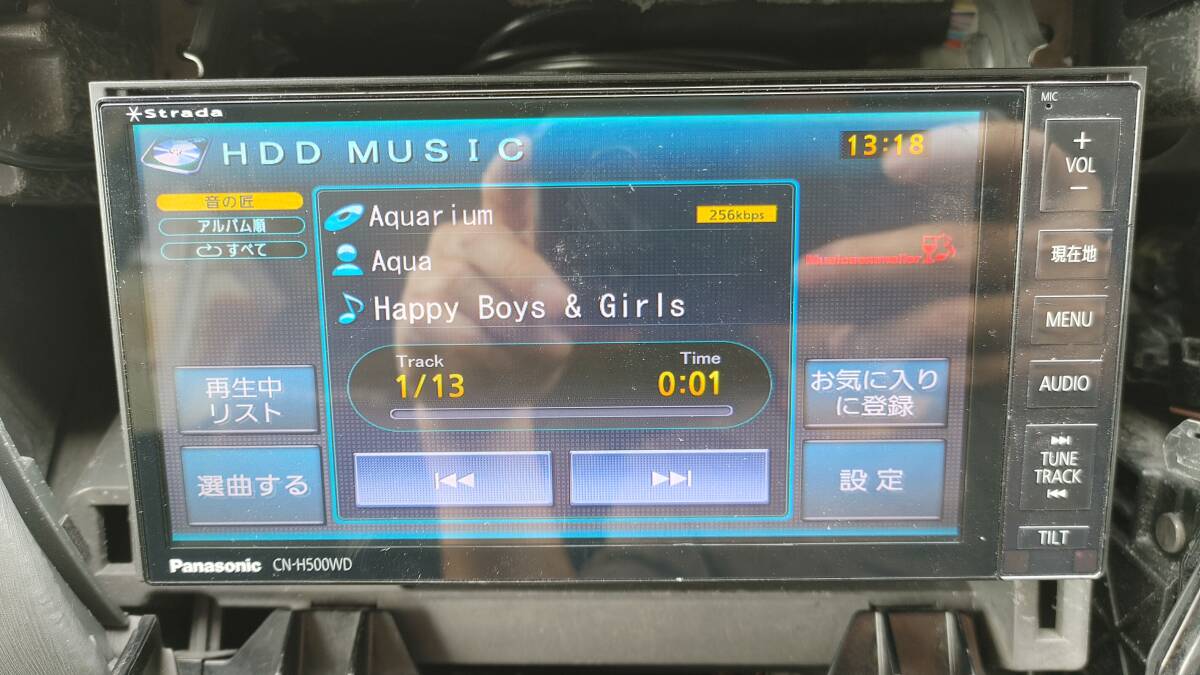 Strada
HDD MUSIC
13:18
音の匠
アルバム順
すべて
Aquarium
256kbps
Aqua
Happy Boys & Girls
Musicsommelier
Track
Time
1/13
0:01
再生中
リスト
選曲する
お気に入り
に登録
設定
Panasonic CN-H500WD
MIC
+
VOL
−
現在地
MENU
AUDIO
TUNE
TRACK
TILT